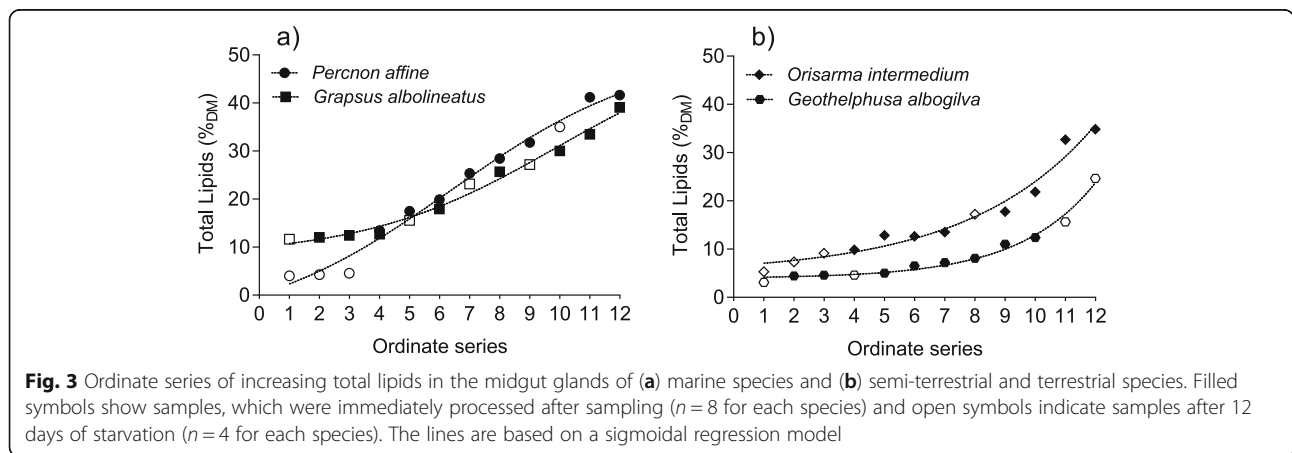 a)
50
40
30
20
10
0
Total Lipids (%DM)
Percnon affine
Grapsus albolineatus
0 1 2 3 4 5 6 7 8 9 10 11 12
Ordinate series
b)
50
40
30
20
10
0
Total Lipids (%DM)
Orisarma intermedium
Geothelphusa albogilva
0 1 2 3 4 5 6 7 8 9 10 11 12
Ordinate series
Fig. 3 Ordinate series of increasing total lipids in the midgut glands of (a) marine species and (b) semi-terrestrial and terrestrial species. Filled
symbols show samples, which were immediately processed after sampling (n = 8 for each species) and open symbols indicate samples after 12
days of starvation (n = 4 for each species). The lines are based on a sigmoidal regression model